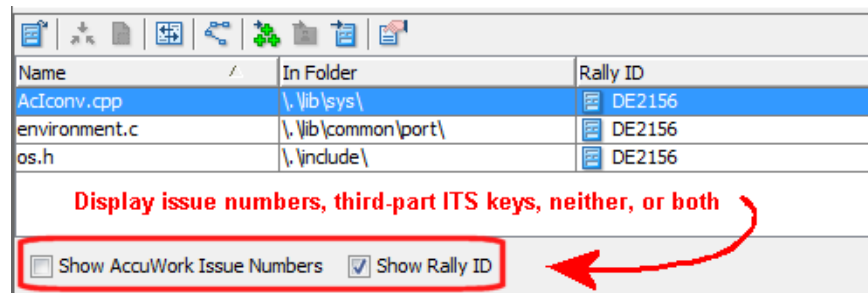 Name In Folder Rally ID
AcIconv.cpp \.\lib\sys\ DE2156
environment.c \.\lib\common\port\ DE2156
os.h \.\include\ DE2156
Display issue numbers, third-part ITS keys, neither, or both
Show AccuWork Issue Numbers Show Rally ID